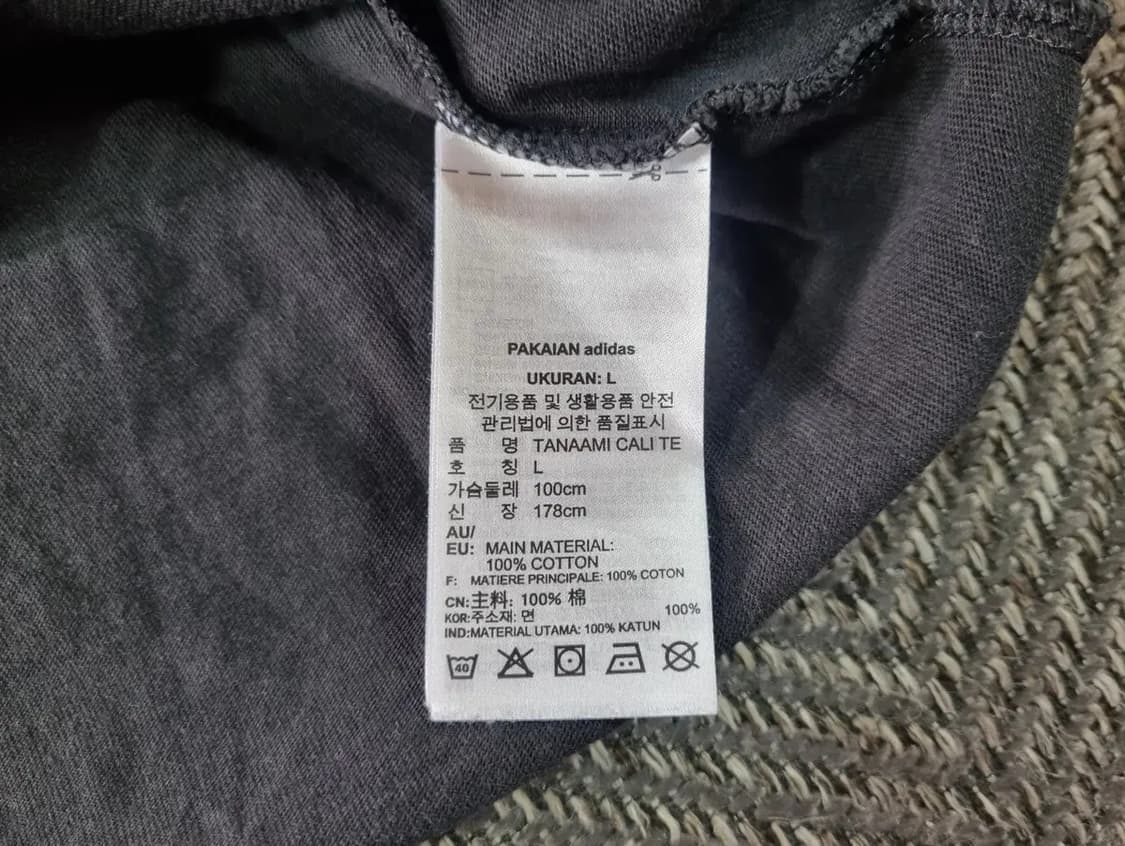 PAKAIAN adidas
UKURAN: L
전기용품 및 생활용품 안전
관리법에 의한 품질표시
품 명 TANAAMI CALI TE
호 칭 L
가슴둘레 100cm
신 장 178cm
AU/
EU: MAIN MATERIAL:
100% COTTON
F: MATIERE PRINCIPALE: 100% COTON
CN:主料: 100% 棉
KOR:주소재: 면 100%
IND:MATERIAL UTAMA: 100% KATUN
40